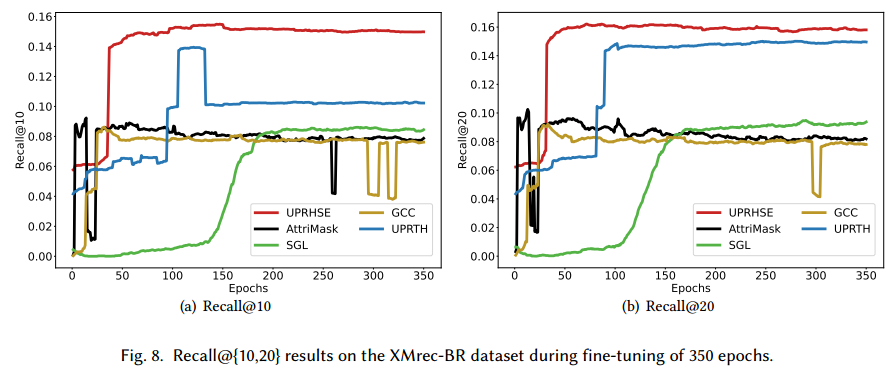 0.16
0.14
0.12
0.10
0.08
0.06
0.04
0.02
0.00
Recall@10
UPRHSE
AttriMask
SGL
GCC
UPRTH
0 50 100 150 200 250 300 350
Epochs
(a) Recall@10
0.16
0.14
0.12
0.10
0.08
0.06
0.04
0.02
0.00
Recall@20
UPRHSE
AttriMask
SGL
GCC
UPRTH
0 50 100 150 200 250 300 350
Epochs
(b) Recall@20
Fig. 8. Recall@{10,20} results on the XMrec-BR dataset during fine-tuning of 350 epochs.